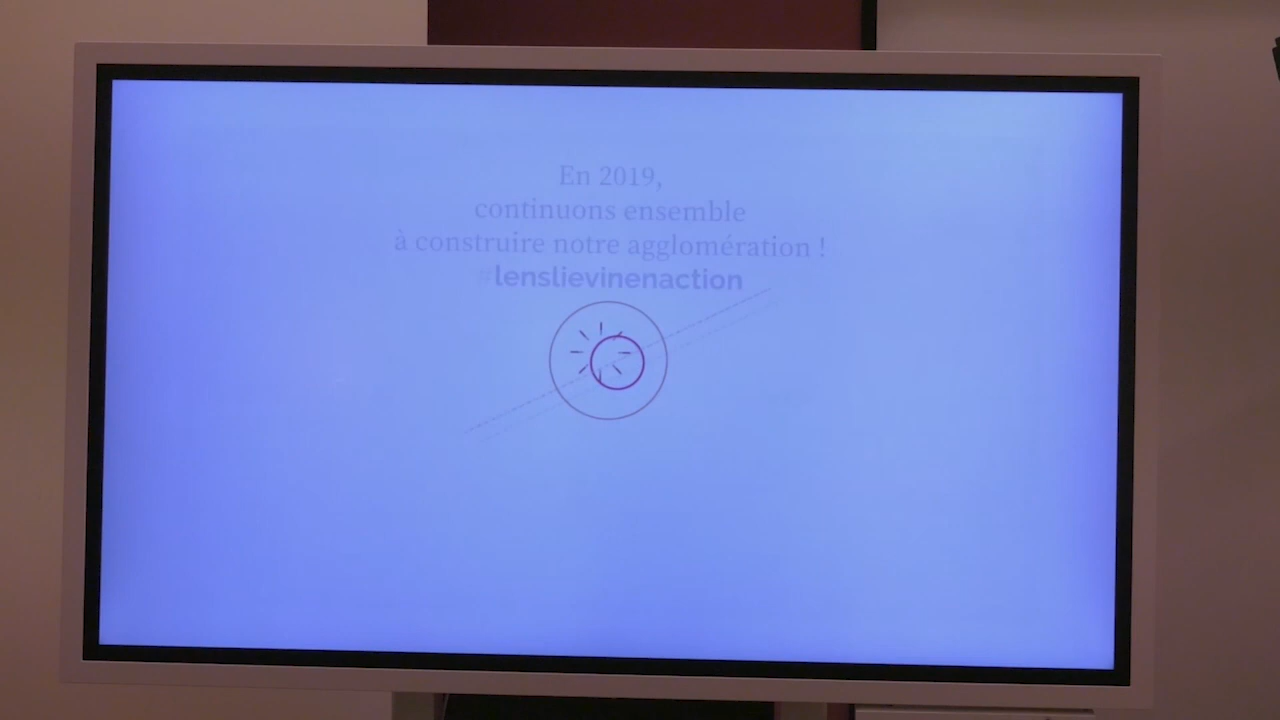 En 2019,
continuons ensemble
à construire notre agglomération !
#lenslievinenaction